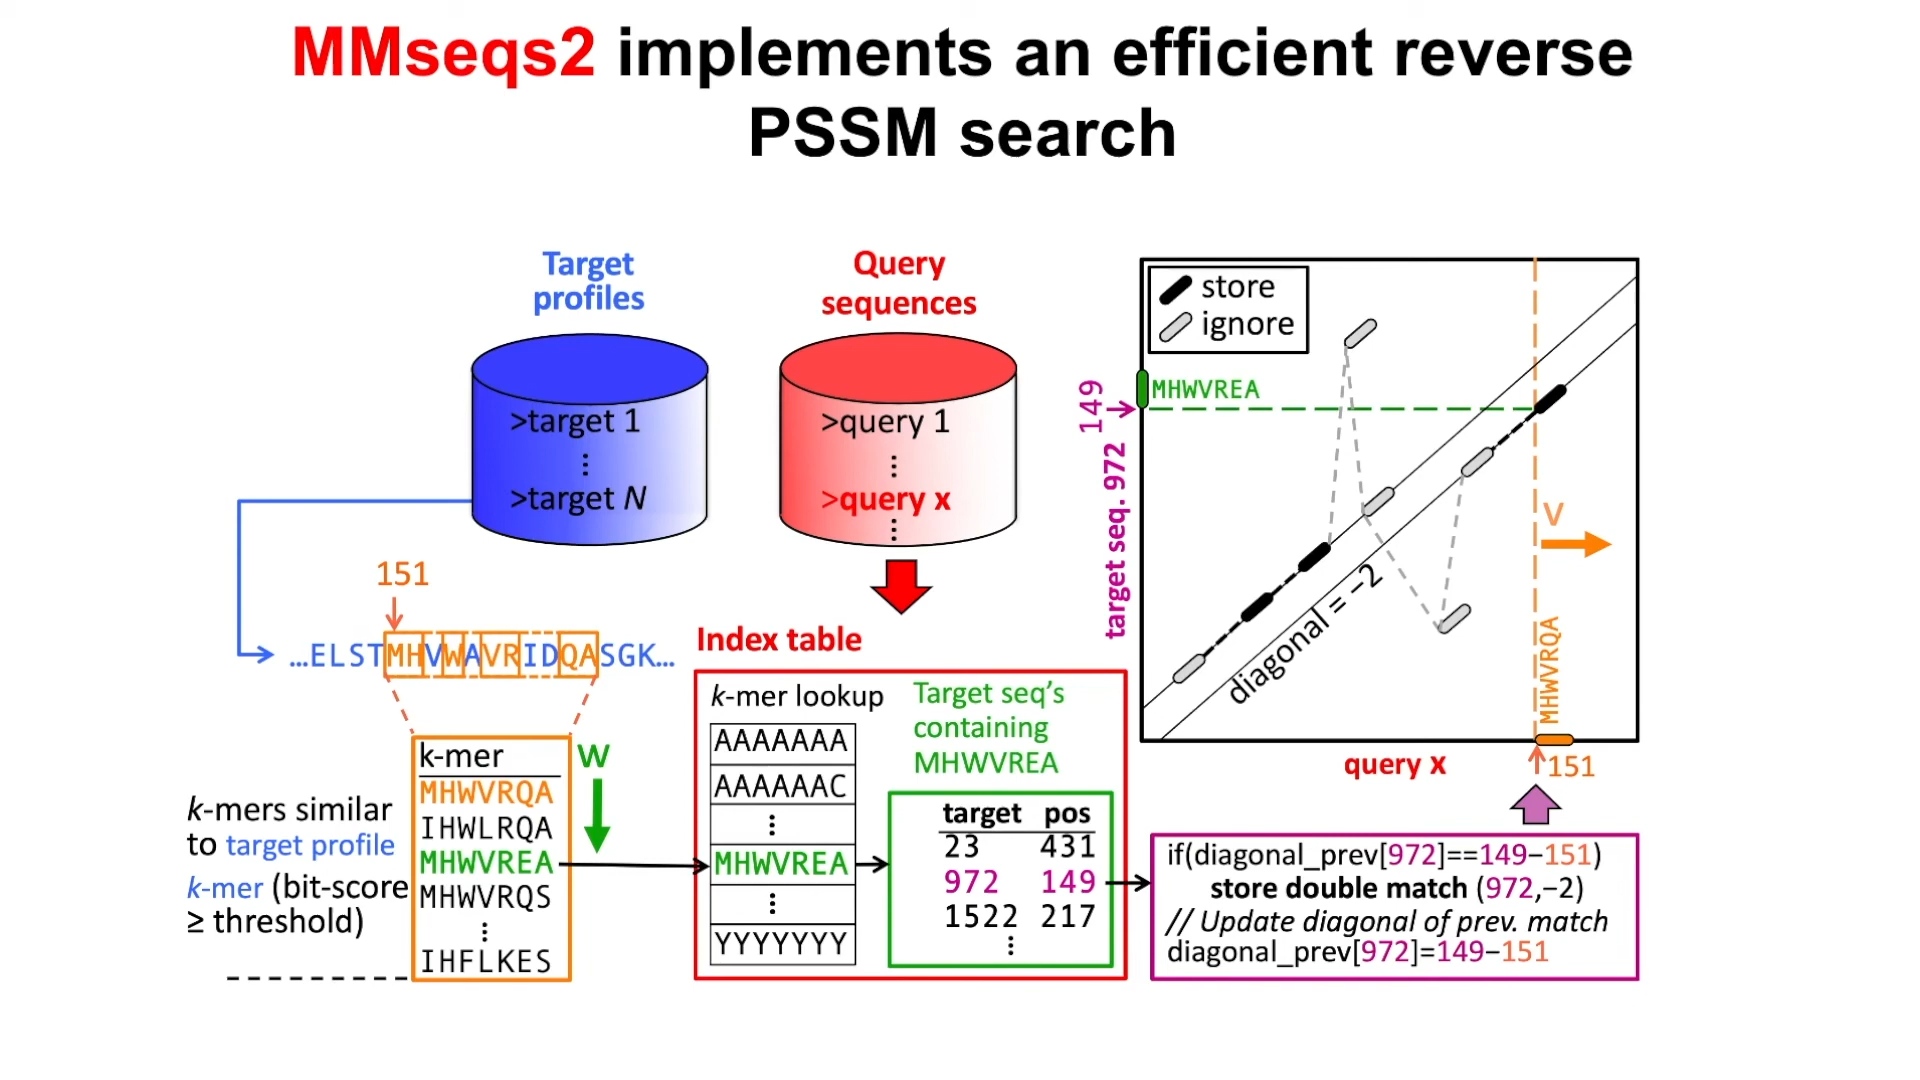 MMseqs2 implements an efficient reverse
PSSM search
Target
profiles
>target 1
⋮
>target N
Query
sequences
>query 1
⋮
>query x
⋮
151
...ELSTMHVWAVRIDQASGK...
k-mers similar
to target profile
k-mer (bit-score
≥ threshold)
k-mer
MHWVRQA
IHWLRQA
MHWVREA
MHWVRQS
⋮
IHFLKES
W
Index table
k-mer lookup
AAAAAAA
AAAAAAC
⋮
MHWVREA
⋮
YYYYYYY
Target seq's
containing
MHWVREA
target pos
23 431
972 149
1522 217
⋮
store
ignore
MHWVREA
149
target seq. 972
diagonal = −2
V
MHWVRQA
query x
151
if(diagonal_prev[972]==149−151)
store double match (972,−2)
// Update diagonal of prev. match
diagonal_prev[972]=149−151